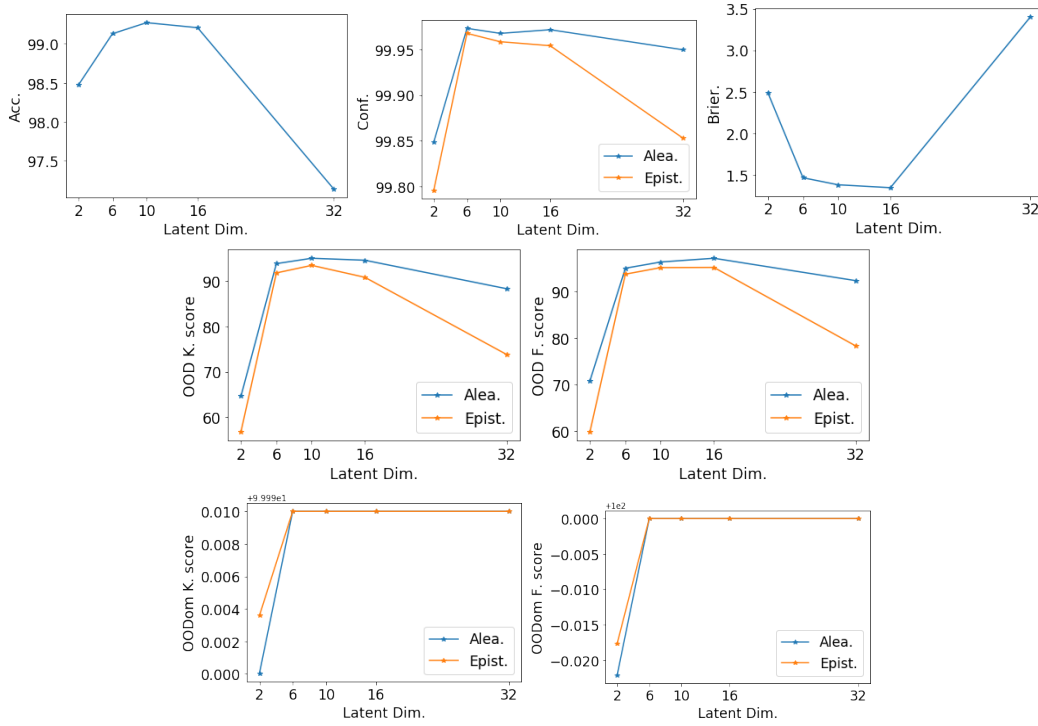 Acc.
99.0
98.5
98.0
97.5
2 6 10 16 32
Latent Dim.
Conf.
99.95
99.90
99.85
99.80
Alea.
Epist.
2 6 10 16 32
Latent Dim.
Brier.
3.5
3.0
2.5
2.0
1.5
2 6 10 16 32
Latent Dim.
OOD K. score
90
80
70
60
Alea.
Epist.
2 6 10 16 32
Latent Dim.
OOD F. score
90
80
70
60
Alea.
Epist.
2 6 10 16 32
Latent Dim.
+9.999e1
OODom K. score
0.010
0.008
0.006
0.004
0.002
0.000
Alea.
Epist.
2 6 10 16 32
Latent Dim.
+1e2
OODom F. score
0.000
−0.005
−0.010
−0.015
−0.020
Alea.
Epist.
2 6 10 16 32
Latent Dim.